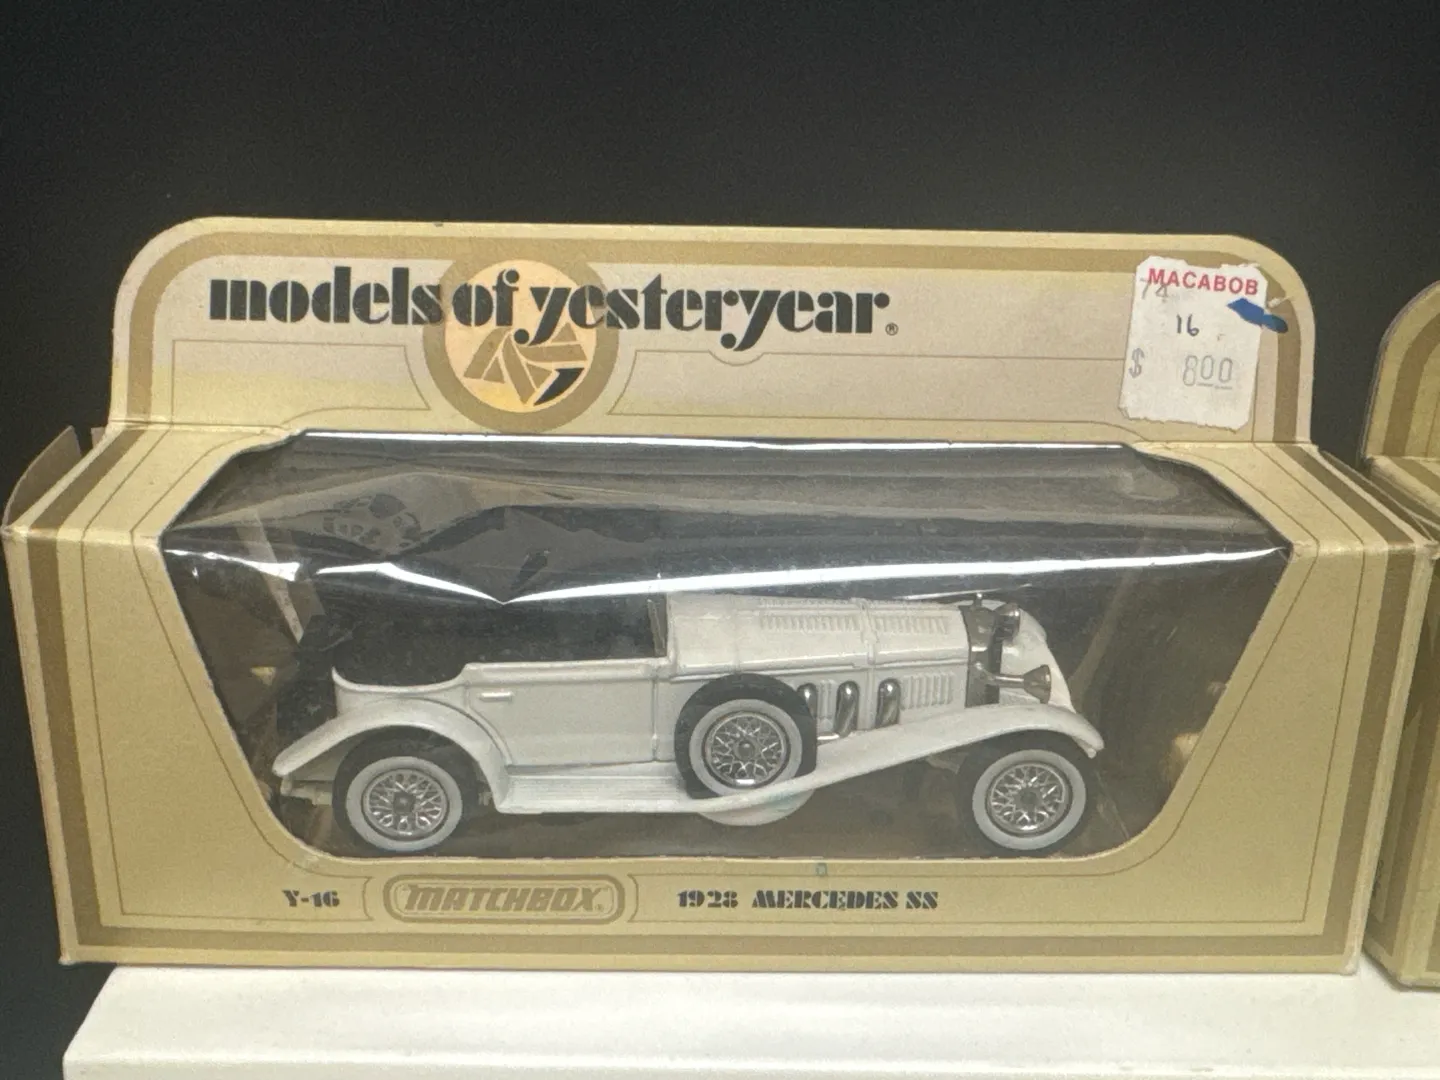 models of yesteryear®
MACABOB
74
16
$ 8.00
Y-16
MATCHBOX®
1928 MERCEDES SS